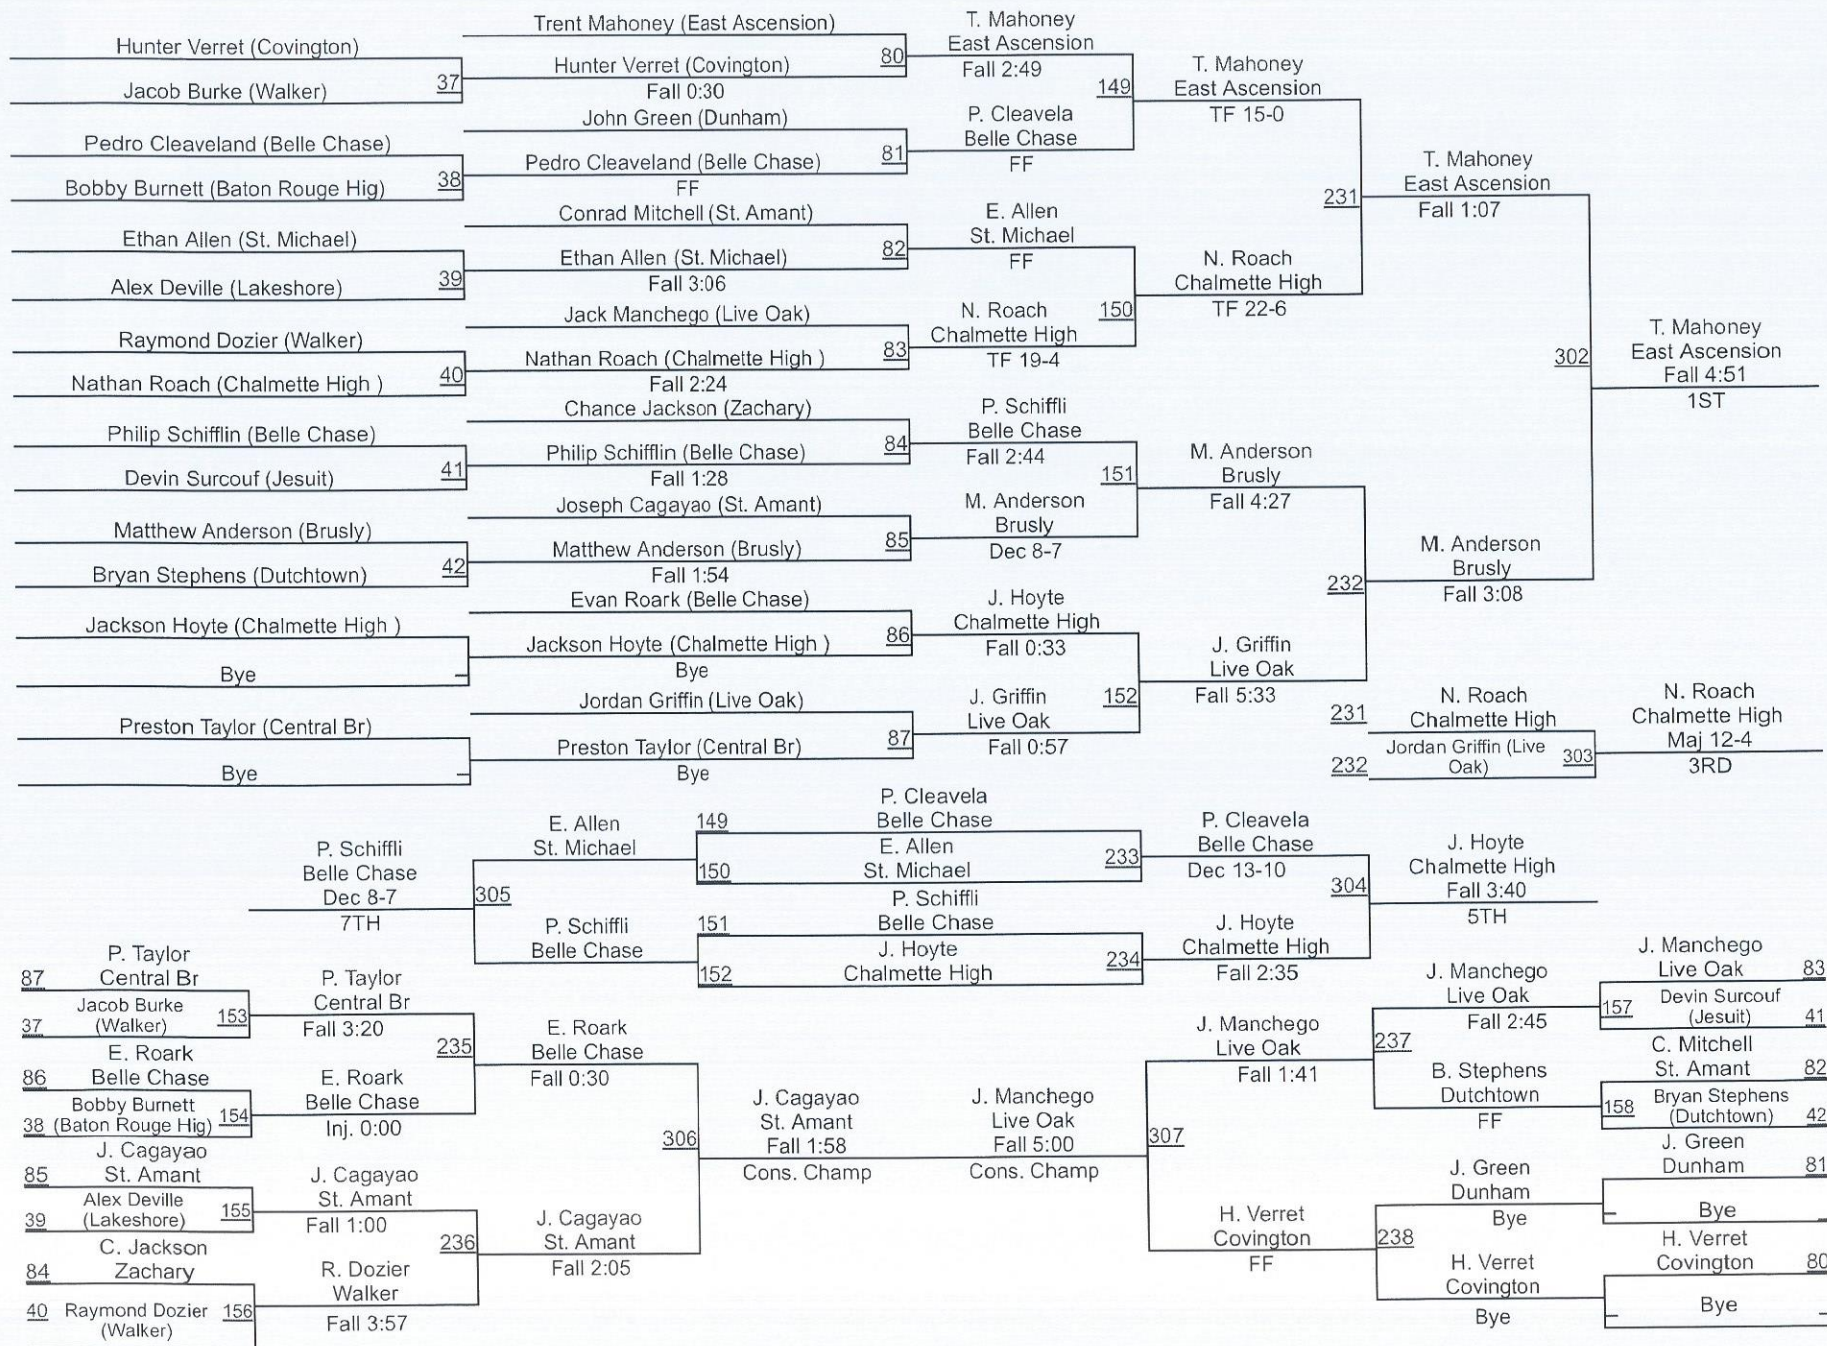 Hunter Verret (Covington)
Jacob Burke (Walker)
37
Pedro Cleaveland (Belle Chase)
Bobby Burnett (Baton Rouge Hig)
38
Ethan Allen (St. Michael)
Alex Deville (Lakeshore)
39
Raymond Dozier (Walker)
Nathan Roach (Chalmette High )
40
Philip Schifflin (Belle Chase)
Devin Surcouf (Jesuit)
41
Matthew Anderson (Brusly)
Bryan Stephens (Dutchtown)
42
Jackson Hoyte (Chalmette High )
Bye
Preston Taylor (Central Br)
Bye
Trent Mahoney (East Ascension)
Hunter Verret (Covington)
80
Fall 0:30
John Green (Dunham)
Pedro Cleaveland (Belle Chase)
81
FF
Conrad Mitchell (St. Amant)
Ethan Allen (St. Michael)
82
Fall 3:06
Jack Manchego (Live Oak)
Nathan Roach (Chalmette High )
83
Fall 2:24
Chance Jackson (Zachary)
Philip Schifflin (Belle Chase)
84
Fall 1:28
Joseph Cagayao (St. Amant)
Matthew Anderson (Brusly)
85
Fall 1:54
Evan Roark (Belle Chase)
Jackson Hoyte (Chalmette High )
86
Bye
Jordan Griffin (Live Oak)
Preston Taylor (Central Br)
87
Bye
T. Mahoney
East Ascension
Fall 2:49
149
P. Cleavela
Belle Chase
FF
E. Allen
St. Michael
FF
150
N. Roach
Chalmette High
TF 19-4
P. Schiffli
Belle Chase
Fall 2:44
151
M. Anderson
Brusly
Dec 8-7
J. Hoyte
Chalmette High
Fall 0:33
152
J. Griffin
Live Oak
Fall 0:57
T. Mahoney
East Ascension
TF 15-0
231
N. Roach
Chalmette High
TF 22-6
M. Anderson
Brusly
Fall 4:27
232
J. Griffin
Live Oak
Fall 5:33
T. Mahoney
East Ascension
Fall 1:07
302
M. Anderson
Brusly
Fall 3:08
T. Mahoney
East Ascension
Fall 4:51
1ST
231
N. Roach
Chalmette High
232
Jordan Griffin (Live
Oak)
303
N. Roach
Chalmette High
Maj 12-4
3RD
P. Schiffli
Belle Chase
Dec 8-7
7TH
305
E. Allen
St. Michael
P. Schiffli
Belle Chase
149
P. Cleavela
Belle Chase
150
E. Allen
St. Michael
233
151
P. Schiffli
Belle Chase
152
J. Hoyte
Chalmette High
234
P. Cleavela
Belle Chase
Dec 13-10
304
J. Hoyte
Chalmette High
Fall 2:35
J. Hoyte
Chalmette High
Fall 3:40
5TH
P. Taylor
87 Central Br
Jacob Burke
37 (Walker)
153
E. Roark
86 Belle Chase
Bobby Burnett
38 (Baton Rouge Hig)
154
J. Cagayao
85 St. Amant
Alex Deville
39 (Lakeshore)
155
C. Jackson
84 Zachary
40 Raymond Dozier
(Walker)
156
P. Taylor
Central Br
Fall 3:20
235
E. Roark
Belle Chase
Inj. 0:00
J. Cagayao
St. Amant
Fall 1:00
236
R. Dozier
Walker
Fall 3:57
E. Roark
Belle Chase
Fall 0:30
306
J. Cagayao
St. Amant
Fall 2:05
J. Cagayao
St. Amant
Fall 1:58
Cons. Champ
J. Manchego
Live Oak
Fall 5:00
Cons. Champ
307
J. Manchego
Live Oak
Fall 1:41
H. Verret
Covington
FF
237
J. Manchego
Live Oak
Fall 2:45
B. Stephens
Dutchtown
FF
238
J. Green
Dunham
Bye
H. Verret
Covington
Bye
J. Manchego
Live Oak 83
157
Devin Surcouf
(Jesuit) 41
C. Mitchell
St. Amant 82
158
Bryan Stephens
(Dutchtown) 42
J. Green
Dunham 81
Bye
H. Verret
Covington 80
Bye